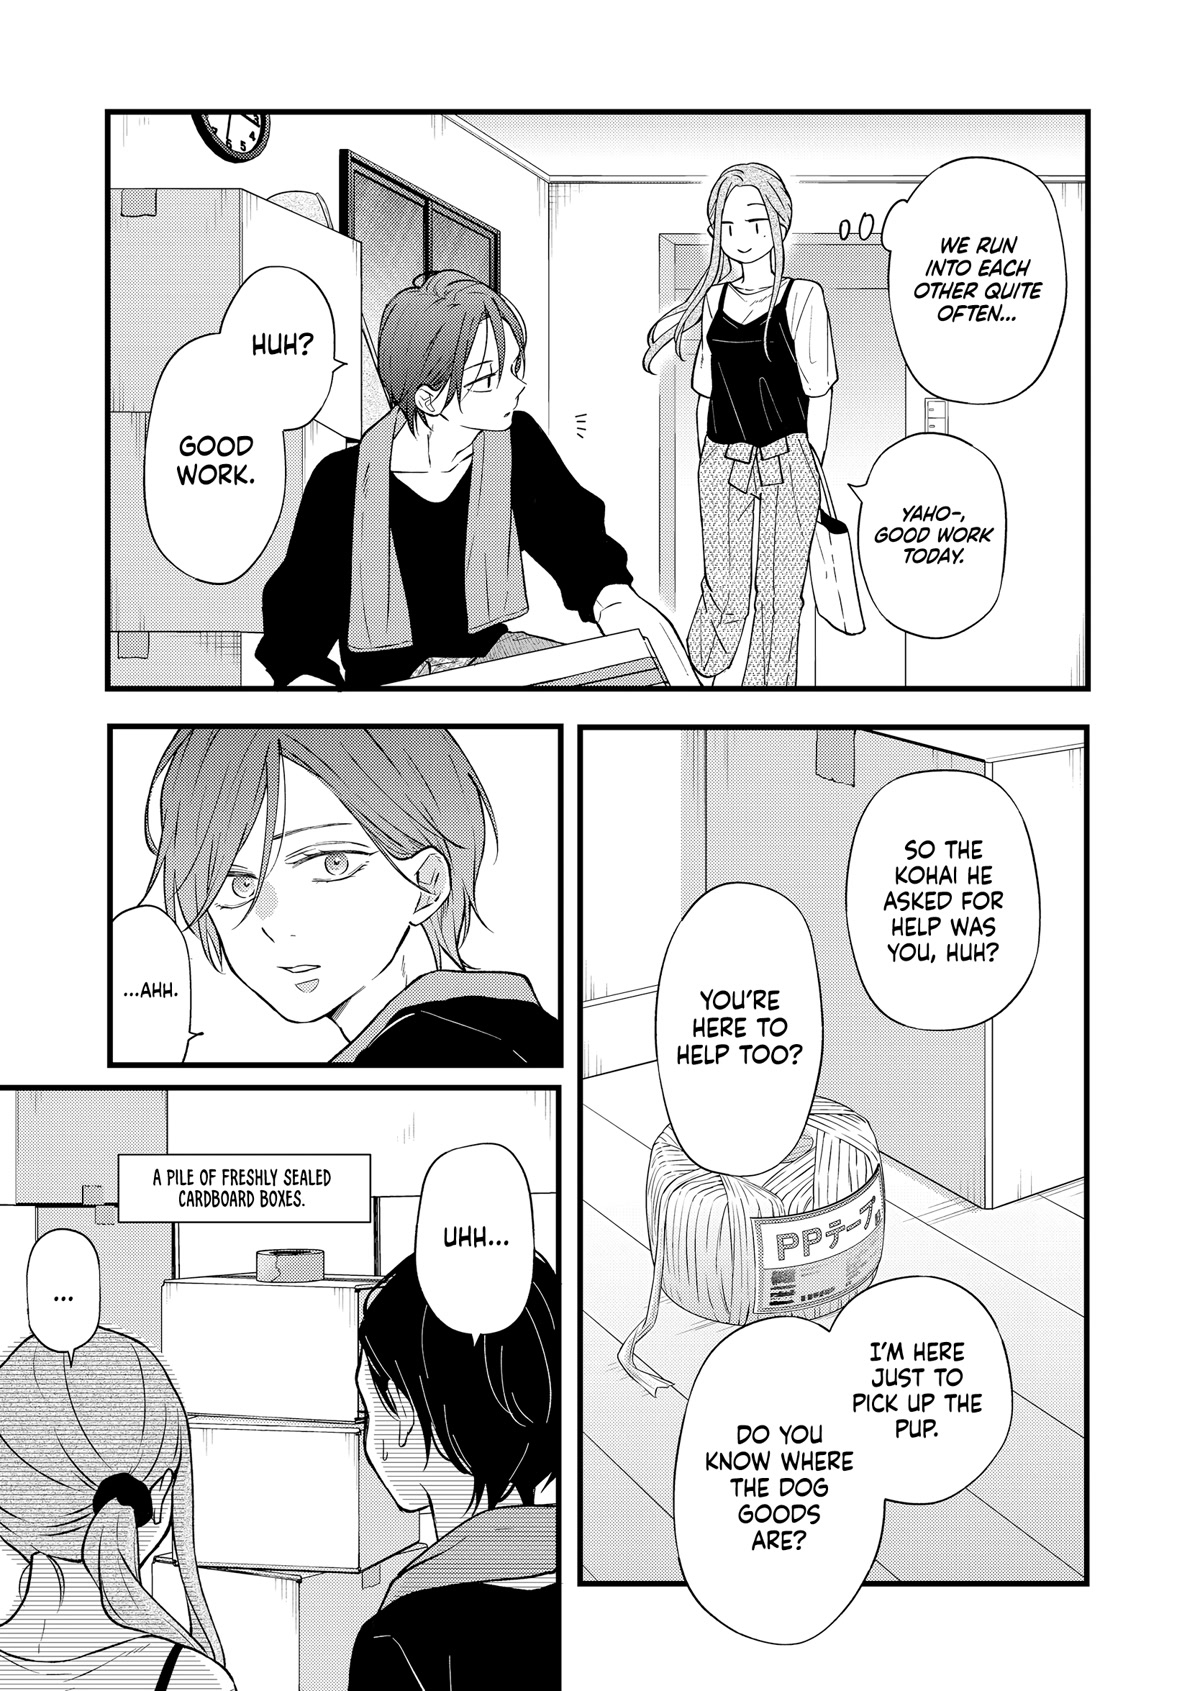 WE RUN
INTO EACH
OTHER QUITE
OFTEN...
YAHO-,
GOOD WORK
TODAY.
HUH?
GOOD
WORK.
SO THE
KOHAI HE
ASKED FOR
HELP WAS
YOU, HUH?
YOU'RE
HERE TO
HELP TOO?
PPテープ
I'M HERE
JUST TO
PICK UP THE
PUP.
DO YOU
KNOW WHERE
THE DOG
GOODS
ARE?
...AHH.
A PILE OF FRESHLY SEALED
CARDBOARD BOXES.
UHH...
...